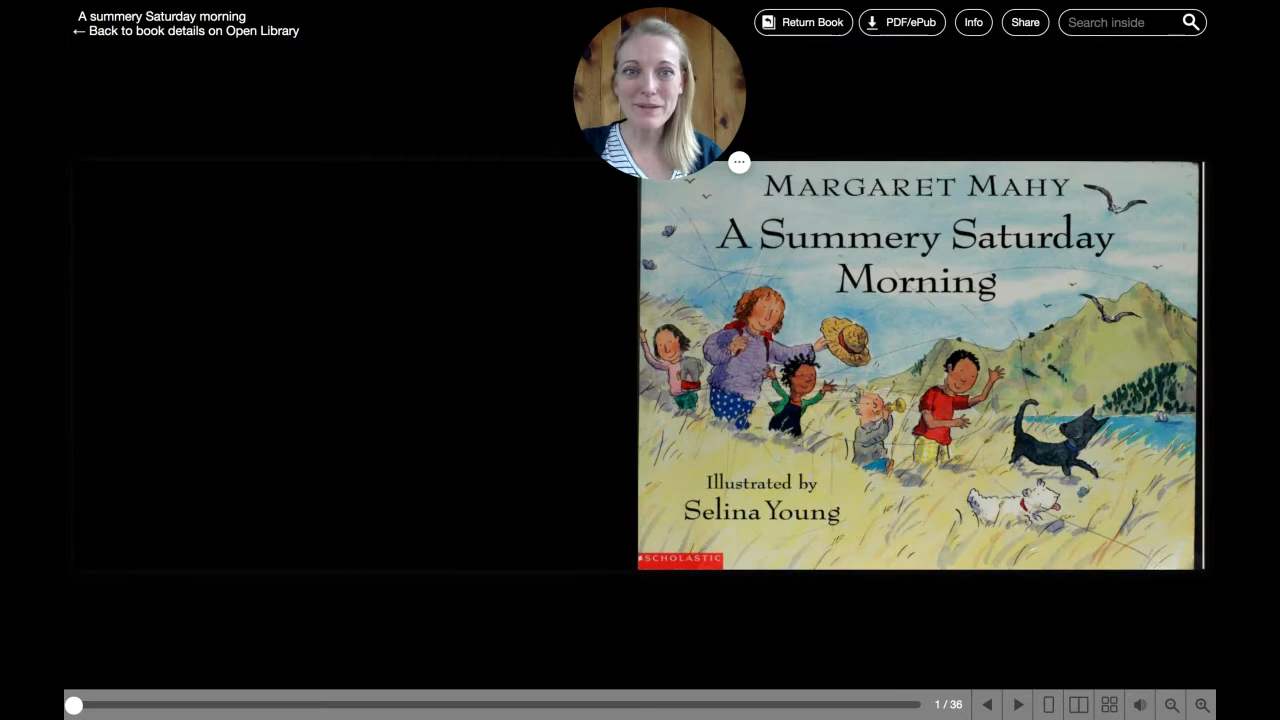 A summery Saturday morning
← Back to book details on Open Library
Return Book
PDF/ePub
Info
Share
Search inside
MARGARET MAHY
A Summery Saturday
Morning
Illustrated by
Selina Young
SCHOLASTIC
1 / 36